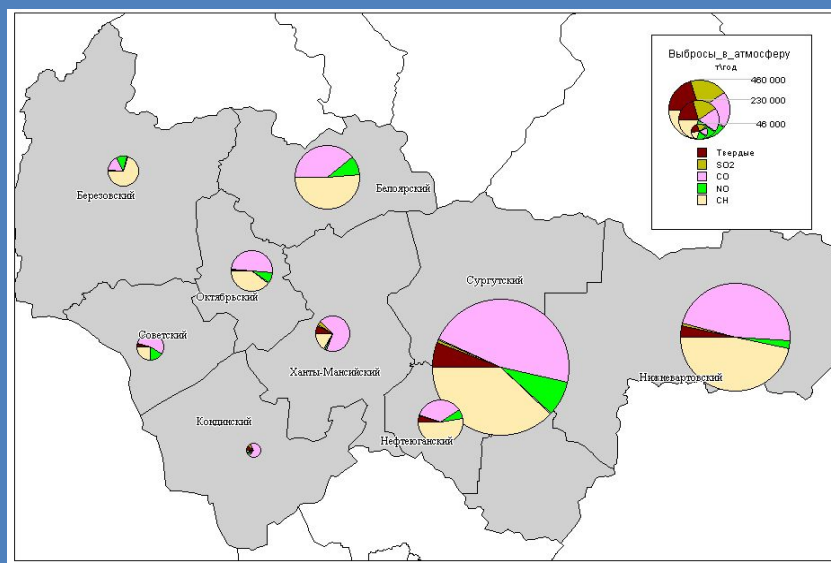 Выбросы_в_атмосферу
т\год
460 000
230 000
46 000
Твердые
SO2
CO
NO
CH
Березовский
Белоярский
Сургутский
Октябрьский
Советский
Ханты-Мансийский
Нижневартовский
Кондинский
Нефтеюганский